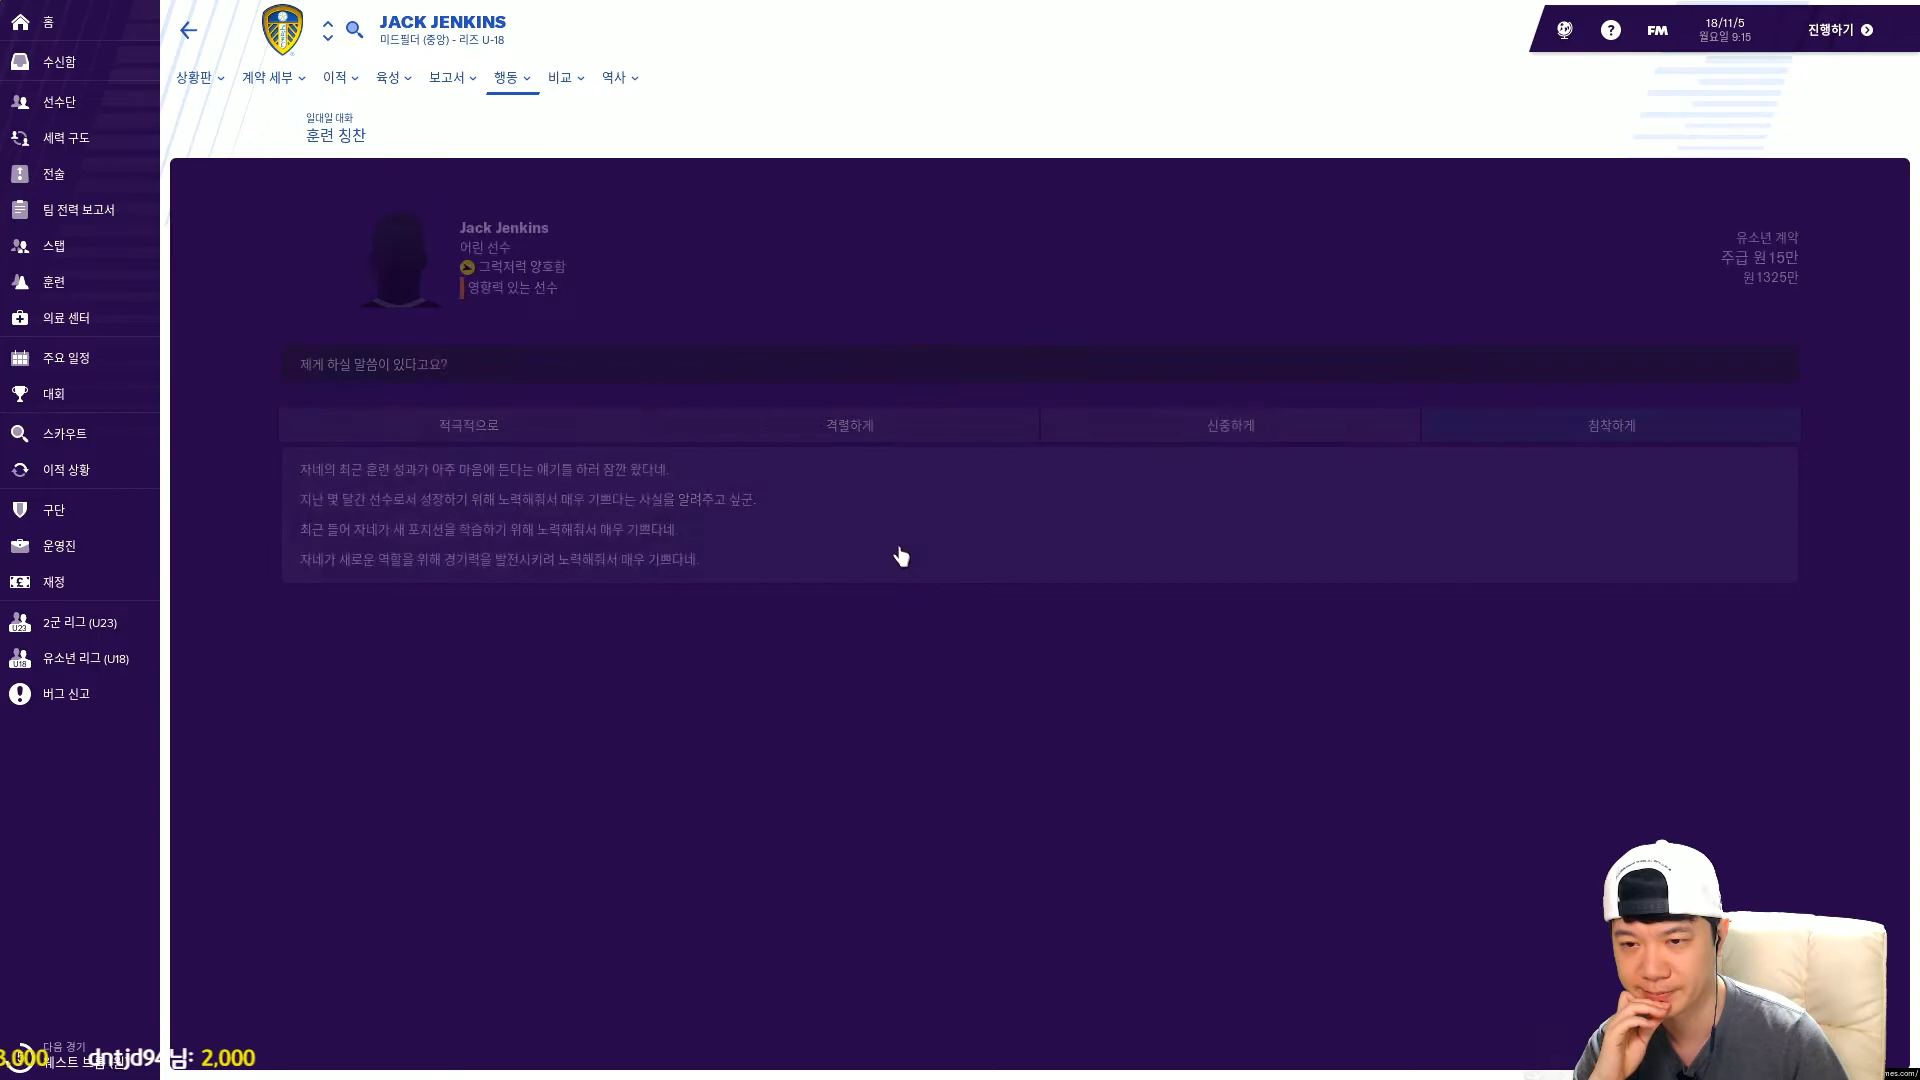 홈
수신함
선수단
세력 구도
전술
팀 전력 보고서
스탭
훈련
의료 센터
주요 일정
대회
스카우트
이적 상황
구단
운영진
재정
U23
2군 리그 (U23)
U18
유소년 리그 (U18)
버그 신고
다음 경기
JACK JENKINS
미드필더 (중앙) - 리즈 U-18
상황판
계약 세부
이적
육성
보고서
행동
비교
역사
FM
18/11/5
월요일 9:15
진행하기
일대일 대화
훈련 칭찬
Jack Jenkins
어린 선수
그럭저럭 양호함
영향력 있는 선수
유소년 계약
주급 원15만
원1325만
제게 하실 말씀이 있다고요?
적극적으로
격렬하게
신중하게
침착하게
자네의 최근 훈련 성과가 아주 마음에 든다는 얘기를 하러 잠깐 왔다네.
지난 몇 달간 선수로서 성장하기 위해 노력해줘서 매우 기쁘다는 사실을 알려주고 싶군.
최근 들어 자네가 새 포지션을 학습하기 위해 노력해줘서 매우 기쁘다네.
자네가 새로운 역할을 위해 경기력을 발전시키려 노력해줘서 매우 기쁘다네.
3,000 dntjd94님: 2,000
mes.com/